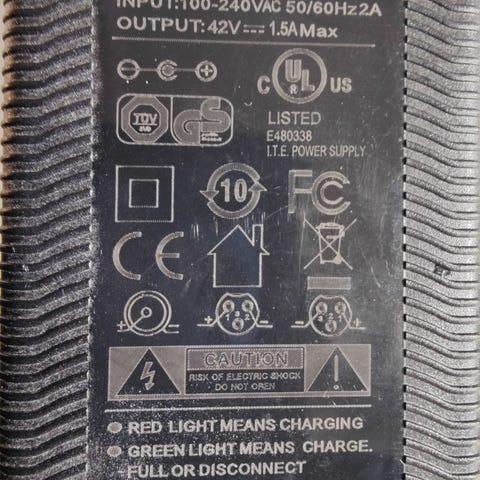 INPUT:100-240VAC 50/60Hz 2A
OUTPUT: 42V⎓1.5A Max
C UL US
R
LISTED
E480338
I.T.E. POWER SUPPLY
TÜV
SUD
GS
10
FC
CE
CAUTION
RISK OF ELECTRIC SHOCK
DO NOT OREN
RED LIGHT MEANS CHARGING
GREEN LIGHT MEANS CHARGE.
-FULL OR DISCONNECT